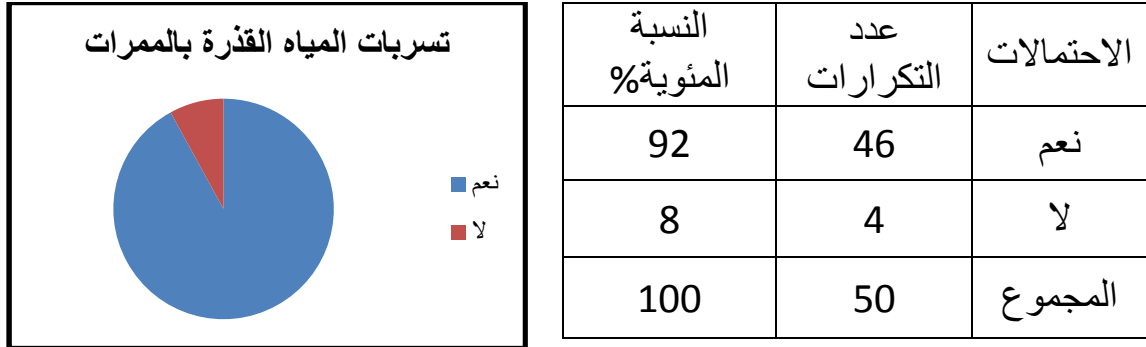 تسربات المياه القذرة بالممرات
نعم
لا
الاحتمالات
عدد التكرارات
النسبة المئوية%
نعم
46
92
لا
4
8
المجموع
50
100